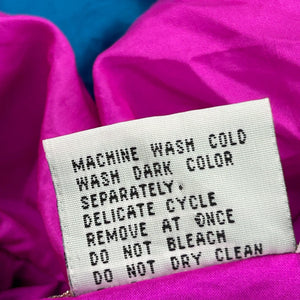 MACHINE WASH COLD
WASH DARK COLOR
SEPARATELY.
DELICATE CYCLE
REMOVE AT ONCE
DO NOT BLEACH
DO NOT DRY CLEAN